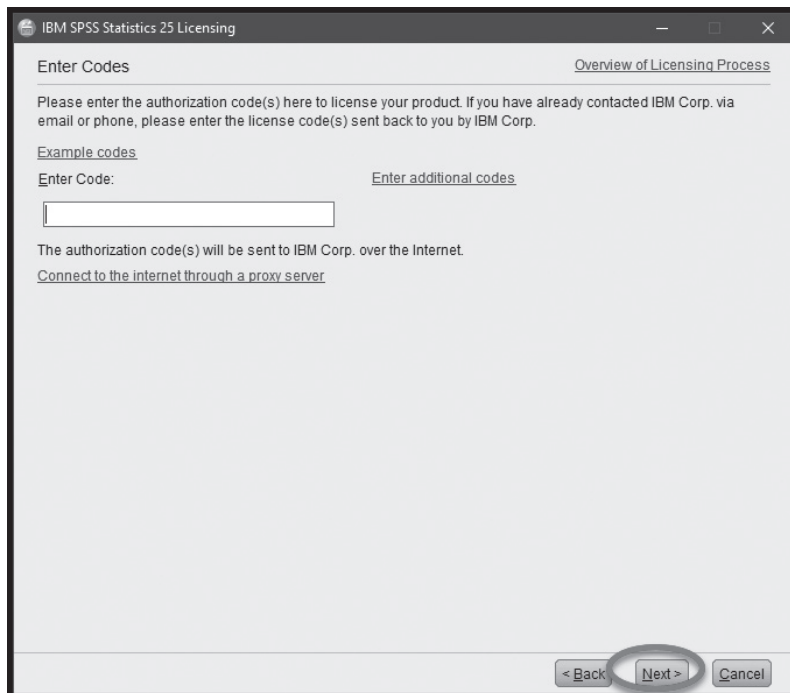 IBM SPSS Statistics 25 Licensing
Enter Codes
Overview of Licensing Process
Please enter the authorization code(s) here to license your product. If you have already contacted IBM Corp. via
email or phone, please enter the license code(s) sent back to you by IBM Corp.
Example codes
Enter Code:
Enter additional codes
The authorization code(s) will be sent to IBM Corp. over the Internet.
Connect to the internet through a proxy server
< Back
Next >
Cancel